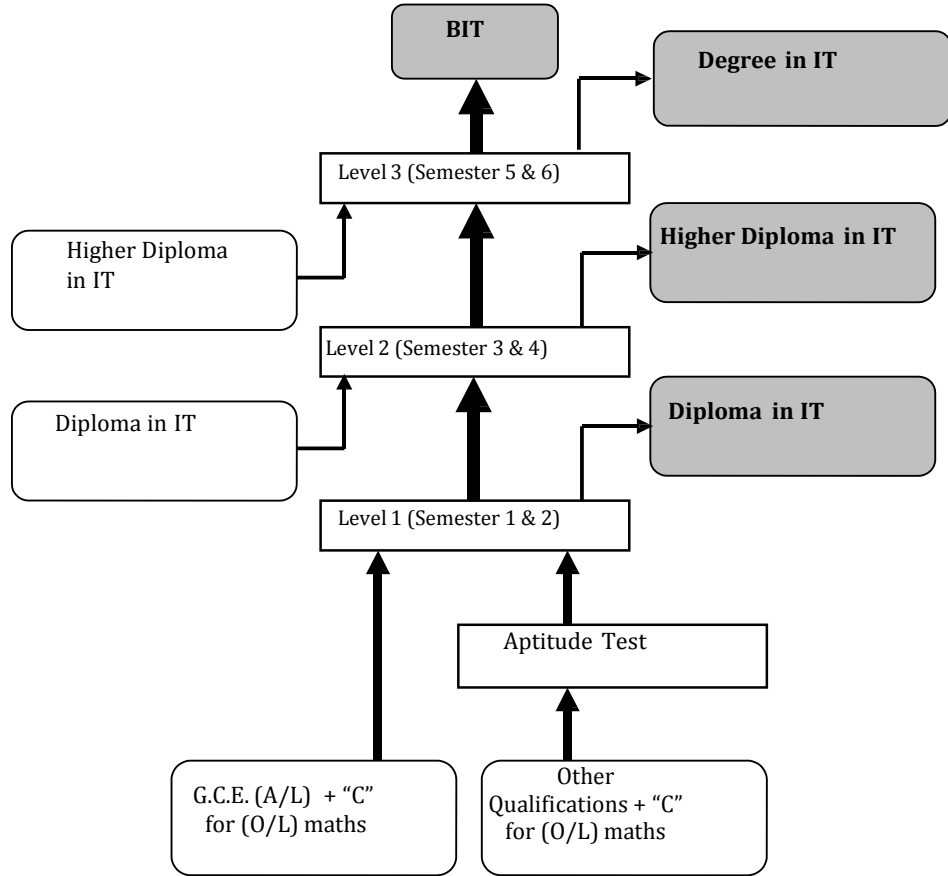 BIT
Degree in IT
Level 3 (Semester 5 & 6)
Higher Diploma
in IT
Higher Diploma in IT
Level 2 (Semester 3 & 4)
Diploma in IT
Diploma in IT
Level 1 (Semester 1 & 2)
Aptitude Test
G.C.E. (A/L) + “C”
for (O/L) maths
Other
Qualifications + “C”
for (O/L) maths